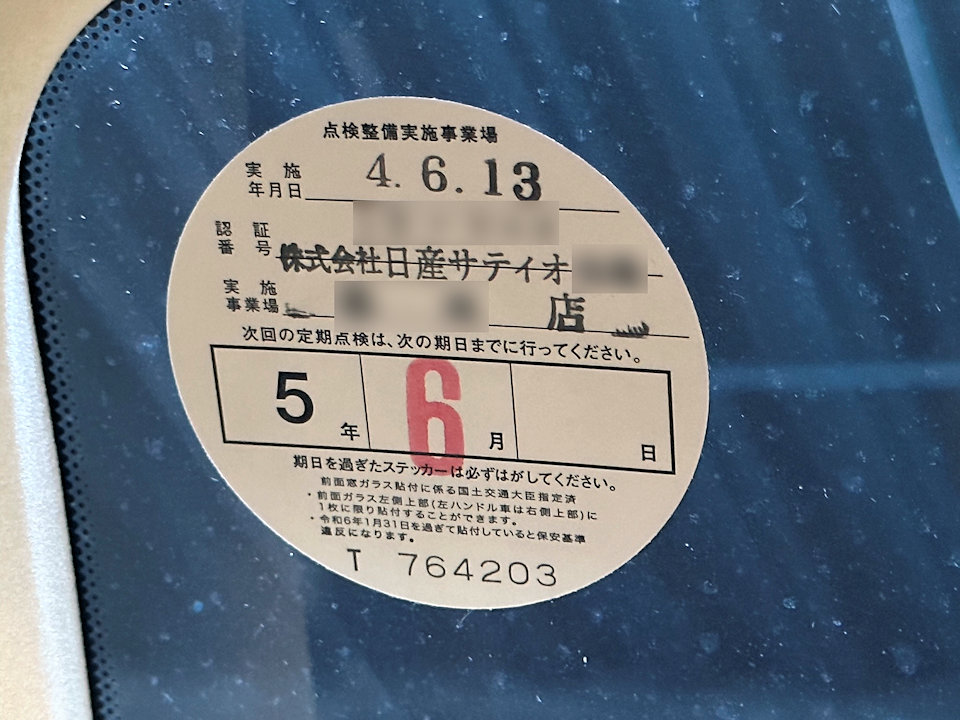 点検整備実施事業場
実施年月日 4.6.13
認証番号
株式会社日産サティオ
実施事業場 店
次回の定期点検は、次の期日までに行ってください。
5年 6月 日
期日を過ぎたステッカーは必ずはがしてください。
前面窓ガラス貼付に係る国土交通大臣指定済
・前面ガラス左側上部(左ハンドル車は右側上部)に
1枚に限り貼付することができます。
・令和6年1月31日を過ぎて貼付していると保安基準
違反になります。
T 764203